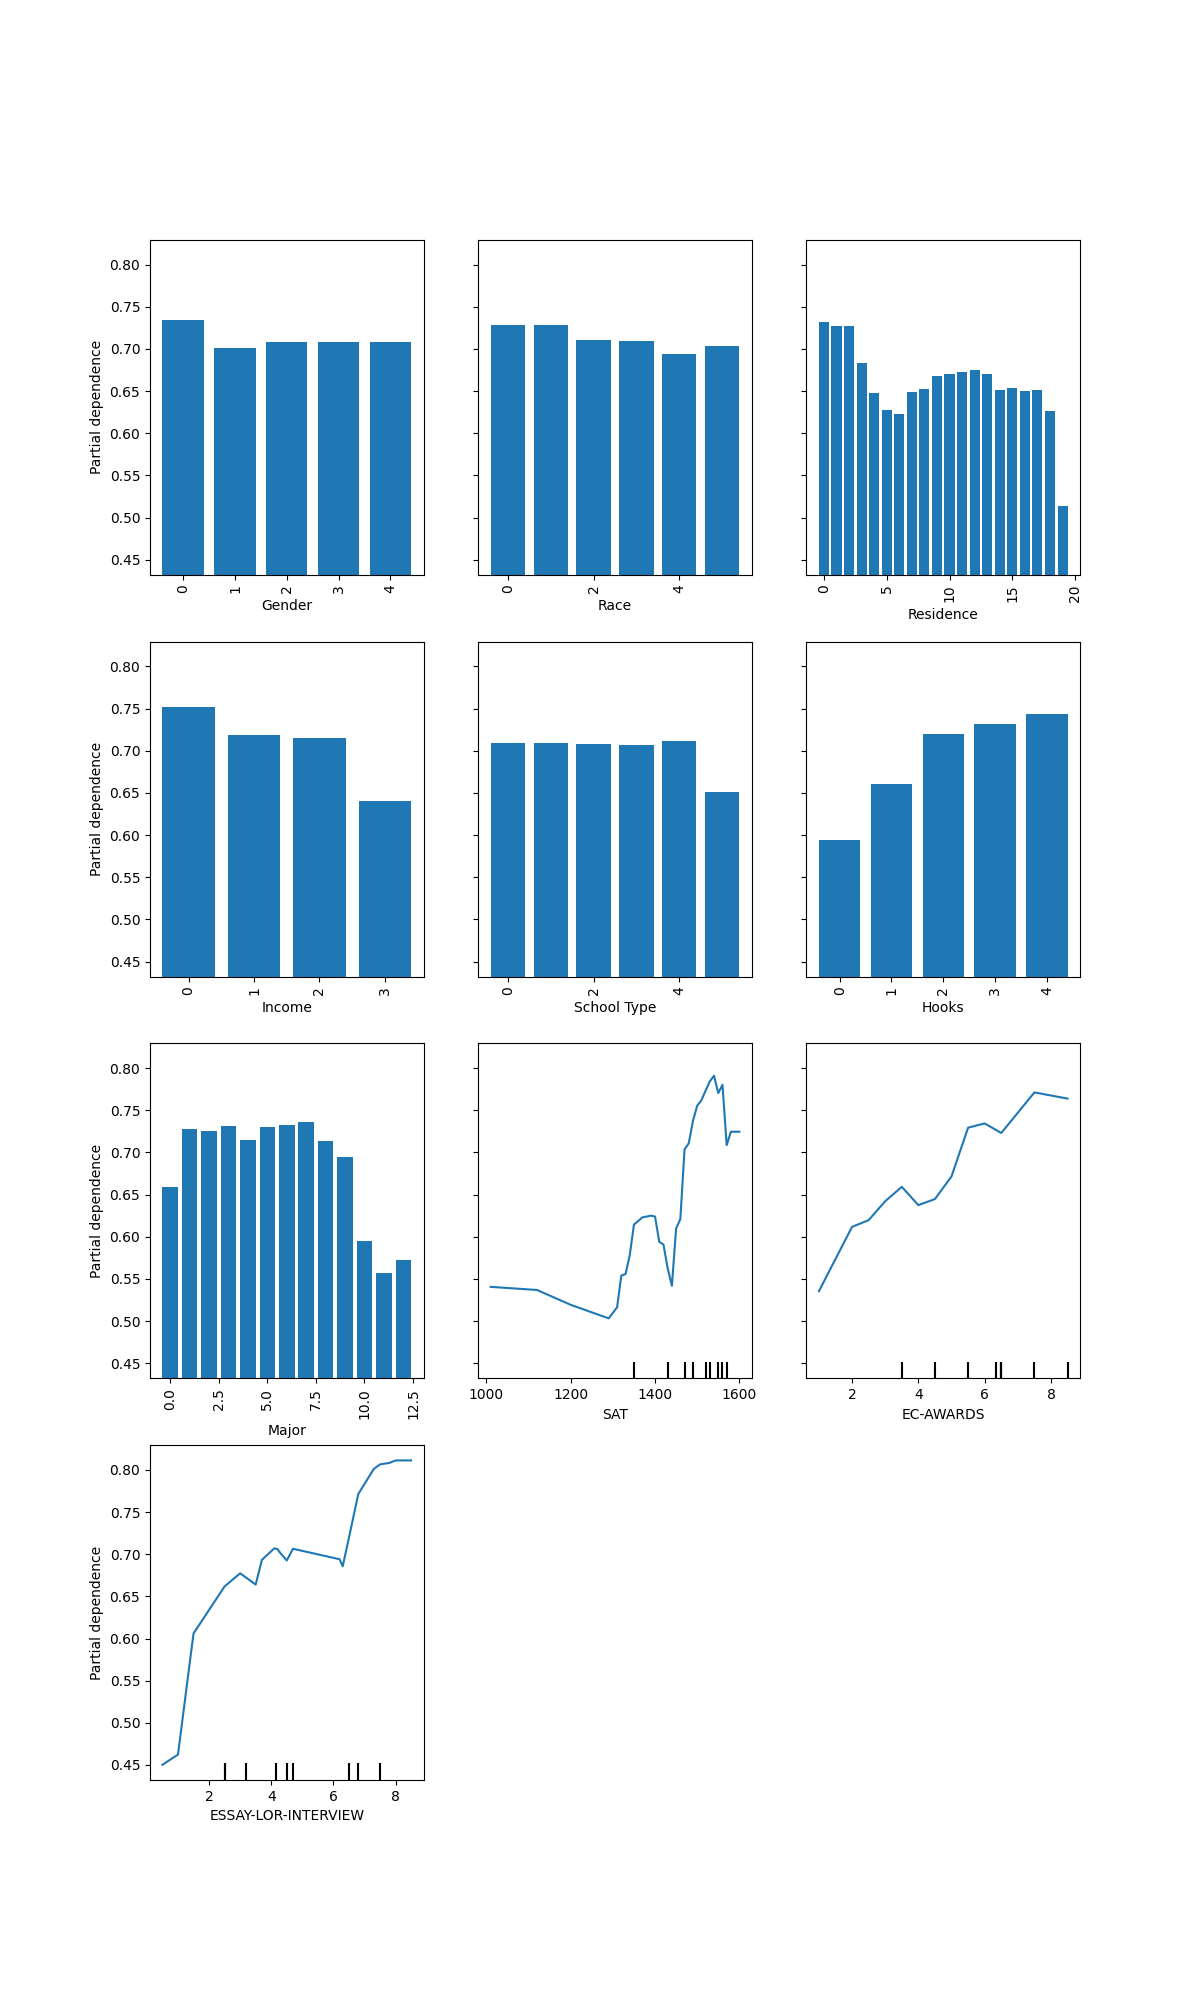 0.80
0.75
0.70
0.65
0.60
0.55
0.50
0.45
Partial dependence
0 1 2 3 4
Gender
0 2 4
Race
0 5 10 15 20
Residence
0.80
0.75
0.70
0.65
0.60
0.55
0.50
0.45
Partial dependence
0 1 2 3
Income
0 2 4
School Type
0 1 2 3 4
Hooks
0.80
0.75
0.70
0.65
0.60
0.55
0.50
0.45
Partial dependence
0.0 2.5 5.0 7.5 10.0 12.5
Major
1000 1200 1400 1600
SAT
2 4 6 8
EC-AWARDS
0.80
0.75
0.70
0.65
0.60
0.55
0.50
0.45
Partial dependence
2 4 6 8
ESSAY-LOR-INTERVIEW